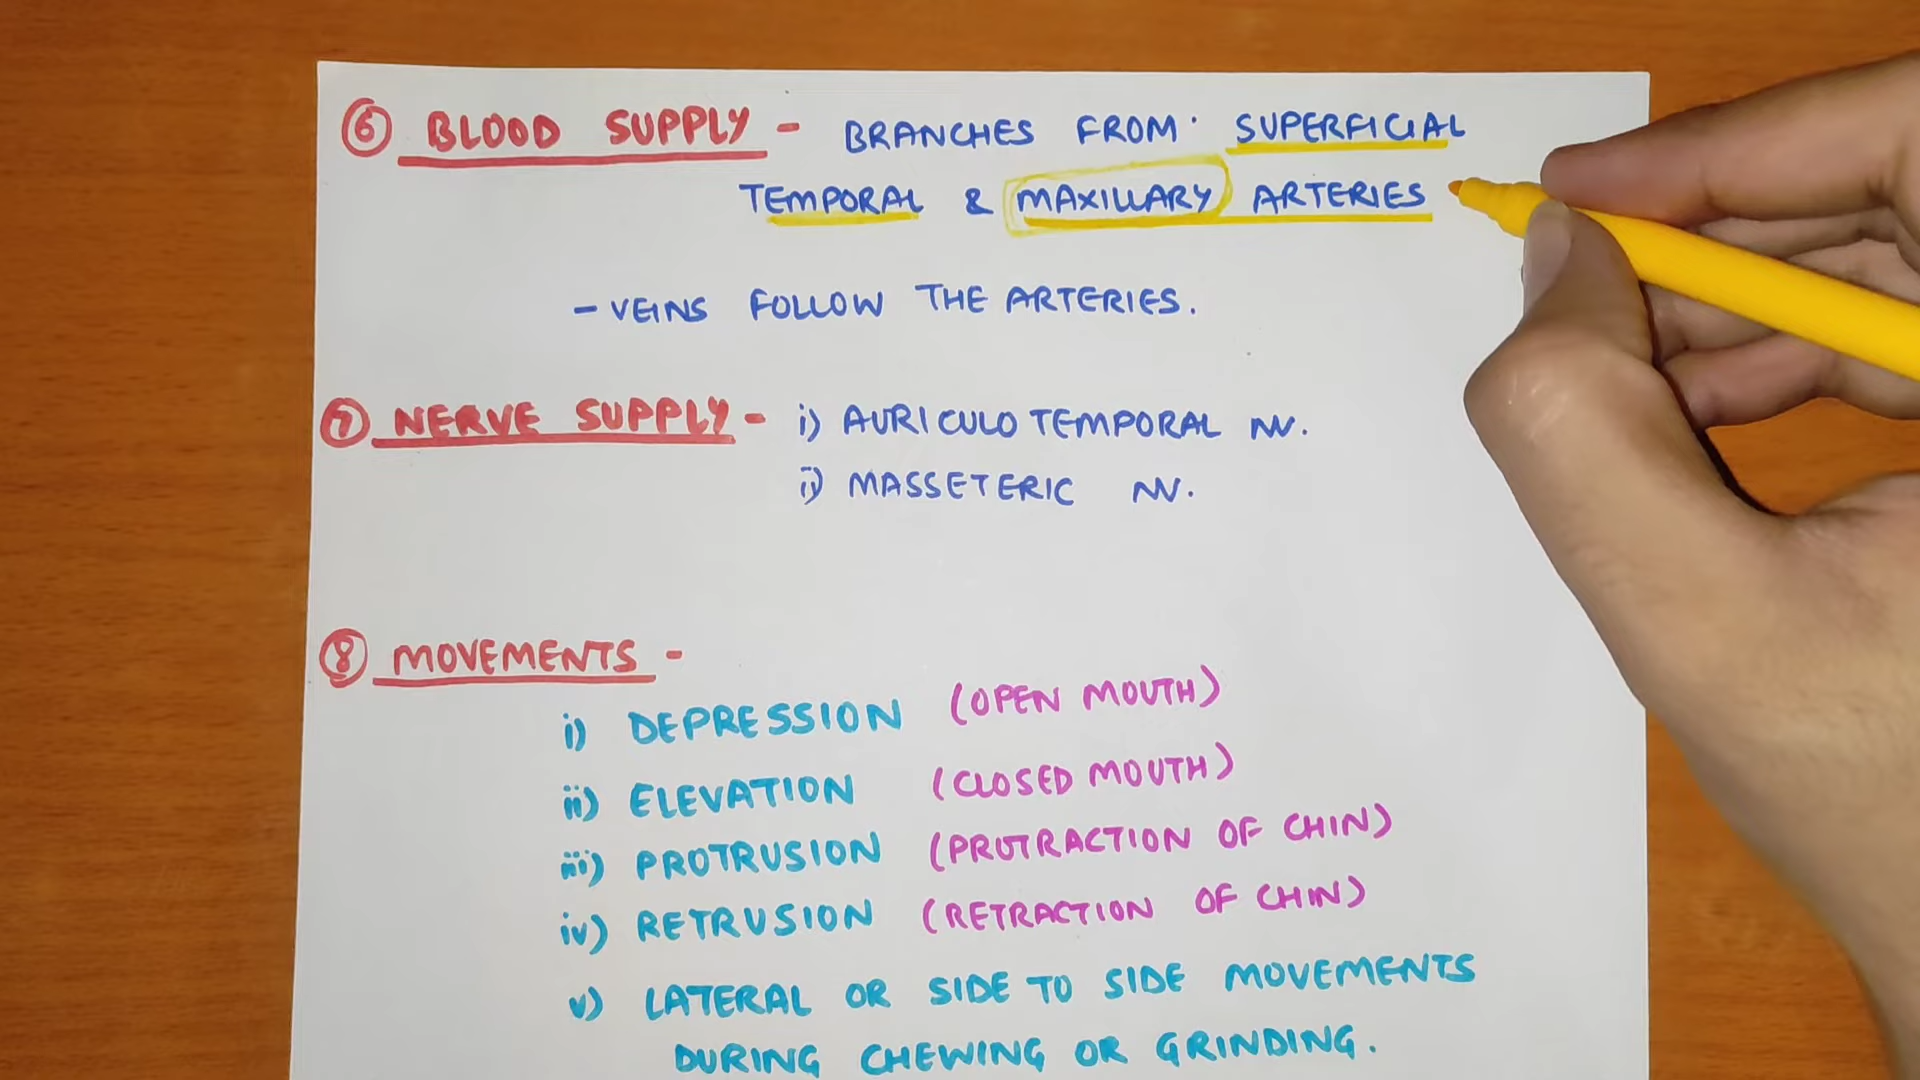 ⑥ BLOOD SUPPLY - BRANCHES FROM SUPERFICIAL
TEMPORAL & MAXILLARY ARTERIES
- VEINS FOLLOW THE ARTERIES.
⑦ NERVE SUPPLY - i) AURICULO TEMPORAL NV.
ii) MASSETERIC NV.
⑧ MOVEMENTS -
i) DEPRESSION (OPEN MOUTH)
ii) ELEVATION (CLOSED MOUTH)
iii) PROTRUSION (PROTRACTION OF CHIN)
iv) RETRUSION (RETRACTION OF CHIN)
v) LATERAL OR SIDE TO SIDE MOVEMENTS
DURING CHEWING OR GRINDING.